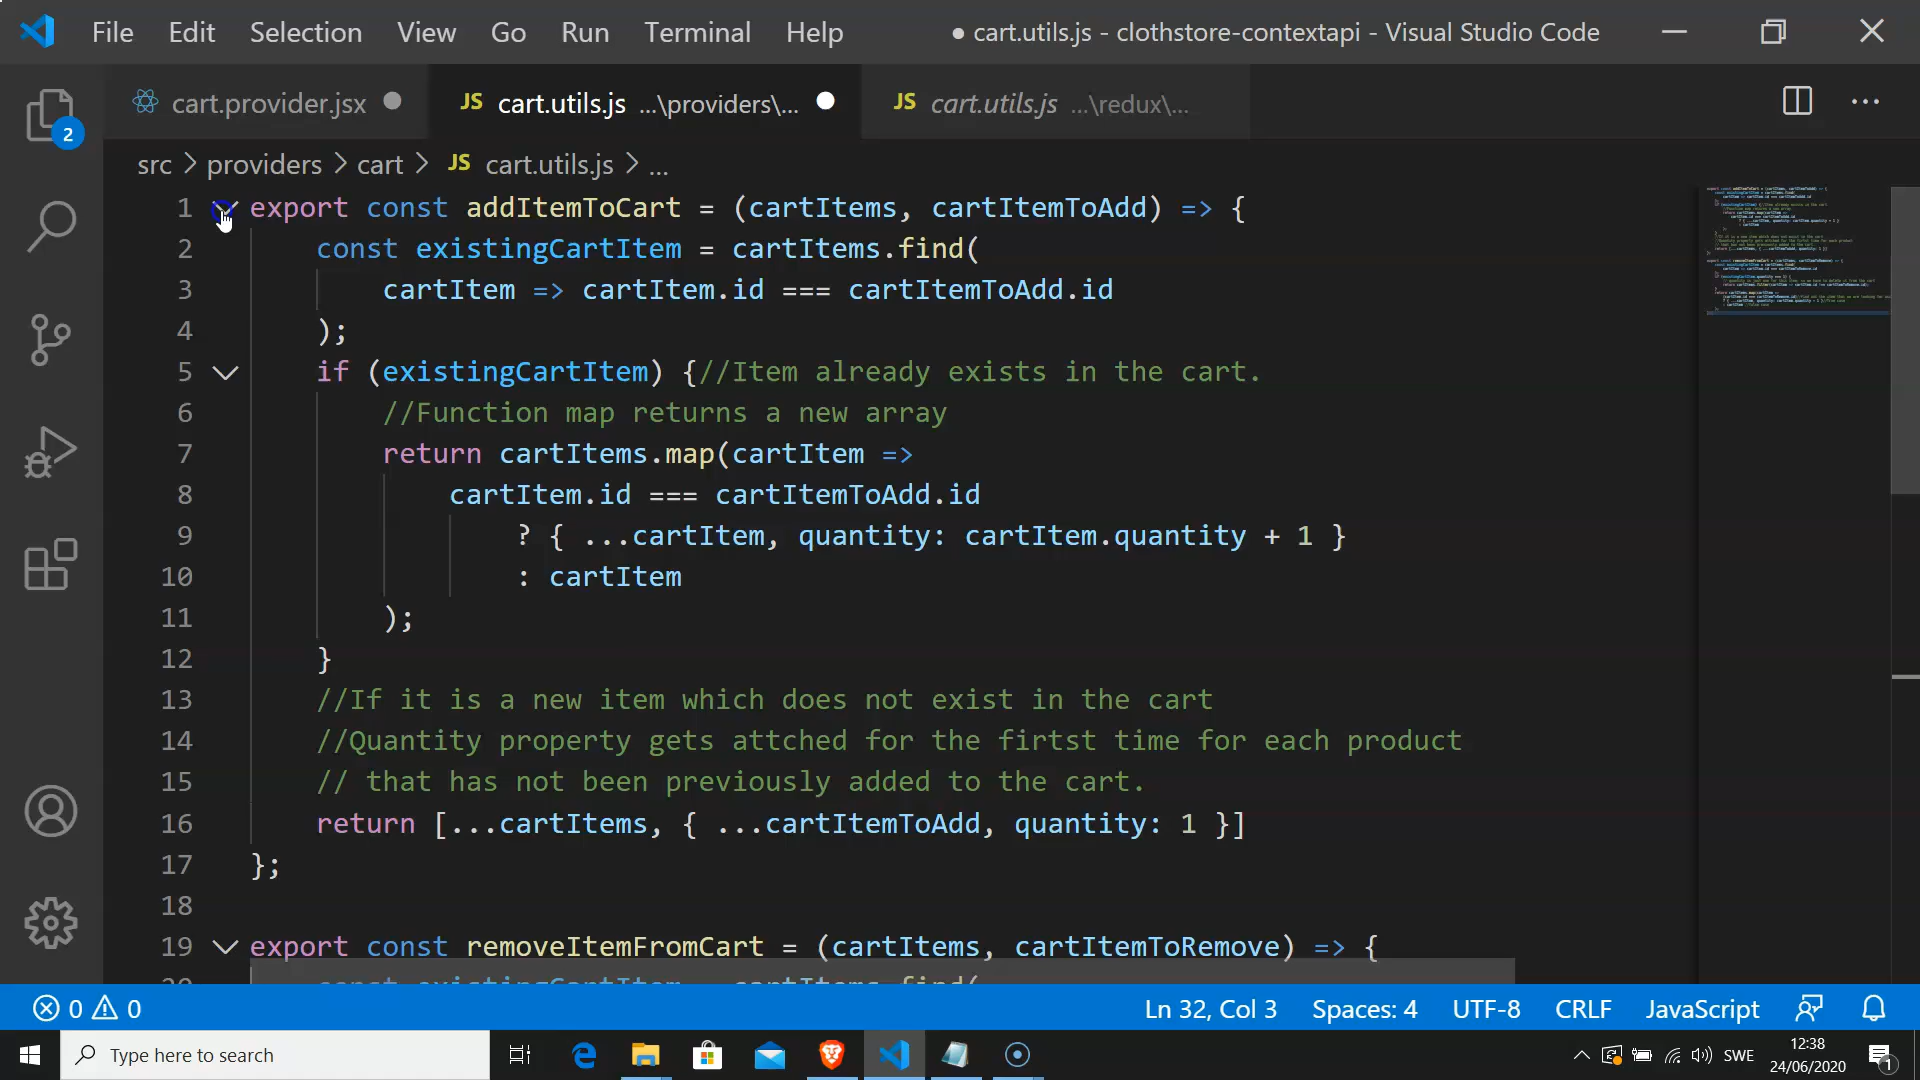 File Edit Selection View Go Run Terminal Help ● cart.utils.js - clothstore-contextapi - Visual Studio Code
cart.provider.jsx JS cart.utils.js ...\providers\... JS cart.utils.js ...\redux\...
2
src > providers > cart > JS cart.utils.js > ...
1 export const addItemToCart = (cartItems, cartItemToAdd) => {
2 const existingCartItem = cartItems.find(
3 cartItem => cartItem.id === cartItemToAdd.id
4 );
5 if (existingCartItem) {//Item already exists in the cart.
6 //Function map returns a new array
7 return cartItems.map(cartItem =>
8 cartItem.id === cartItemToAdd.id
9 ? { ...cartItem, quantity: cartItem.quantity + 1 }
10 : cartItem
11 );
12 }
13 //If it is a new item which does not exist in the cart
14 //Quantity property gets attched for the firtst time for each product
15 // that has not been previously added to the cart.
16 return [...cartItems, { ...cartItemToAdd, quantity: 1 }]
17 };
18
19 export const removeItemFromCart = (cartItems, cartItemToRemove) => {
20 const existingCartItem = cartItems.find(
0 0 Ln 32, Col 3 Spaces: 4 UTF-8 CRLF JavaScript
Type here to search SWE 12:38
24/06/2020 1